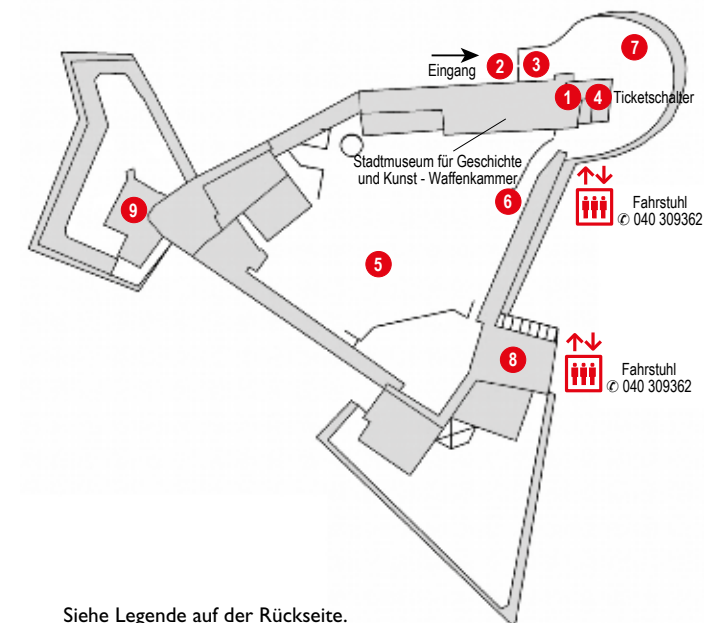 7
Eingang
2
3
1
4
Ticketschalter
Stadtmuseum für Geschichte
und Kunst - Waffenkammer
6
Fahrstuhl
✆ 040 309362
9
5
8
Fahrstuhl
✆ 040 309362
Siehe Legende auf der Rückseite.